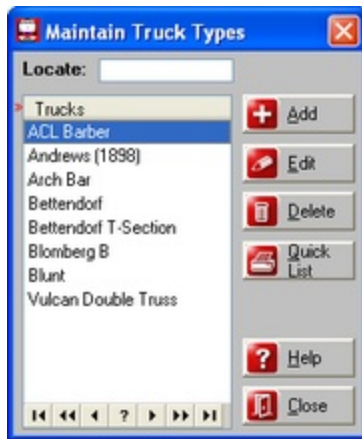 Maintain Truck Types
Locate:
Trucks
ACL Barber
Andrews (1898)
Arch Bar
Bettendorf
Bettendorf T-Section
Blomberg B
Blunt
Vulcan Double Truss
Add
Edit
Delete
Quick
List
?
Help
Close
?